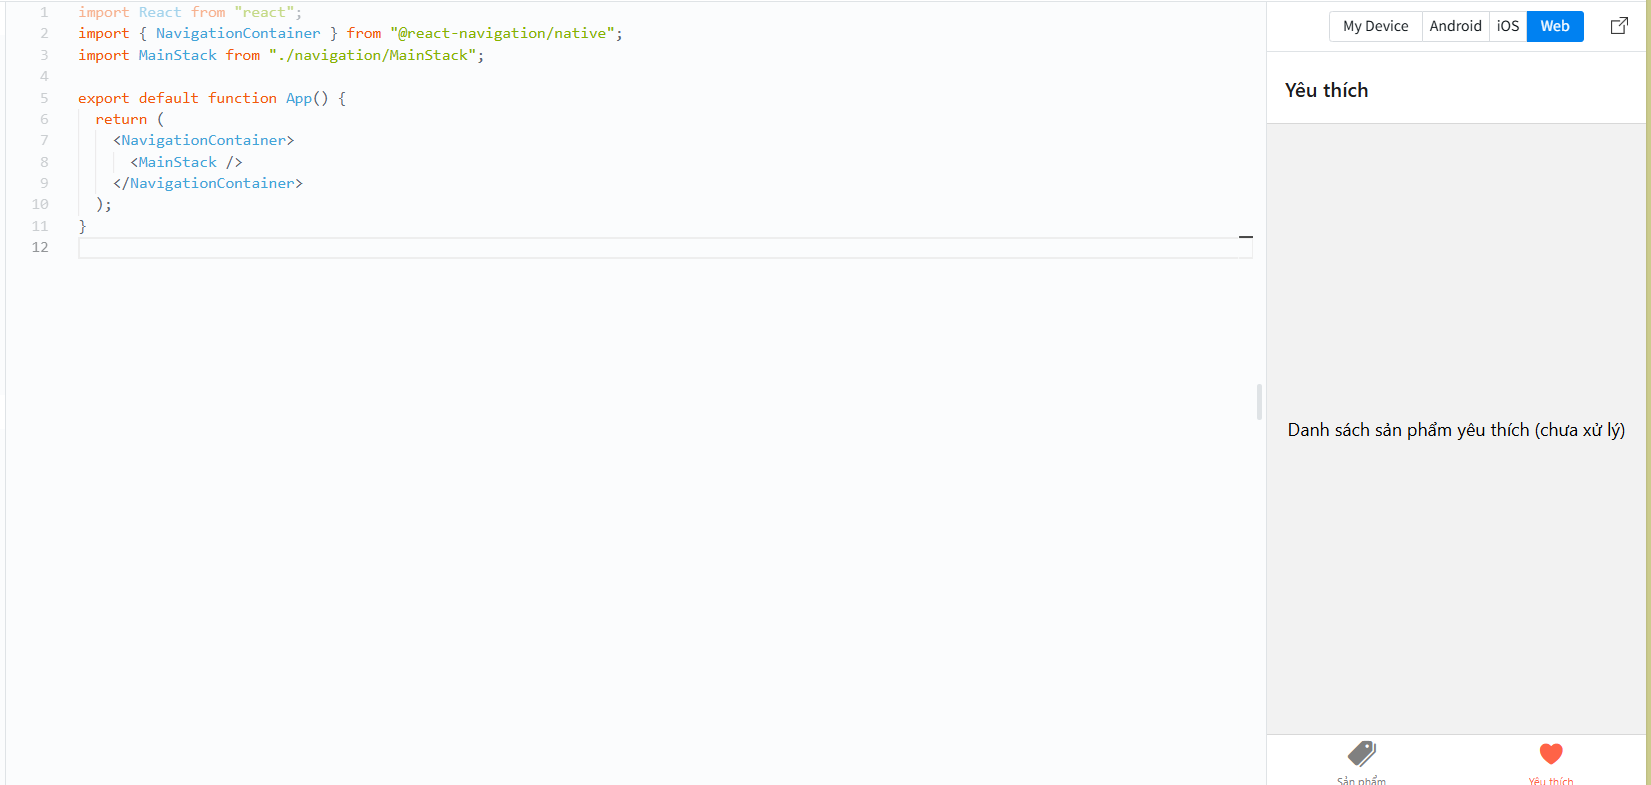 1 import React from "react";
2 import { NavigationContainer } from "@react-navigation/native";
3 import MainStack from "./navigation/MainStack";
4
5 export default function App() {
6 return (
7 <NavigationContainer>
8 <MainStack />
9 </NavigationContainer>
10 );
11 }
12
My Device Android iOS Web
Yêu thích
Danh sách sản phẩm yêu thích (chưa xử lý)
Sản phẩm Yêu thích